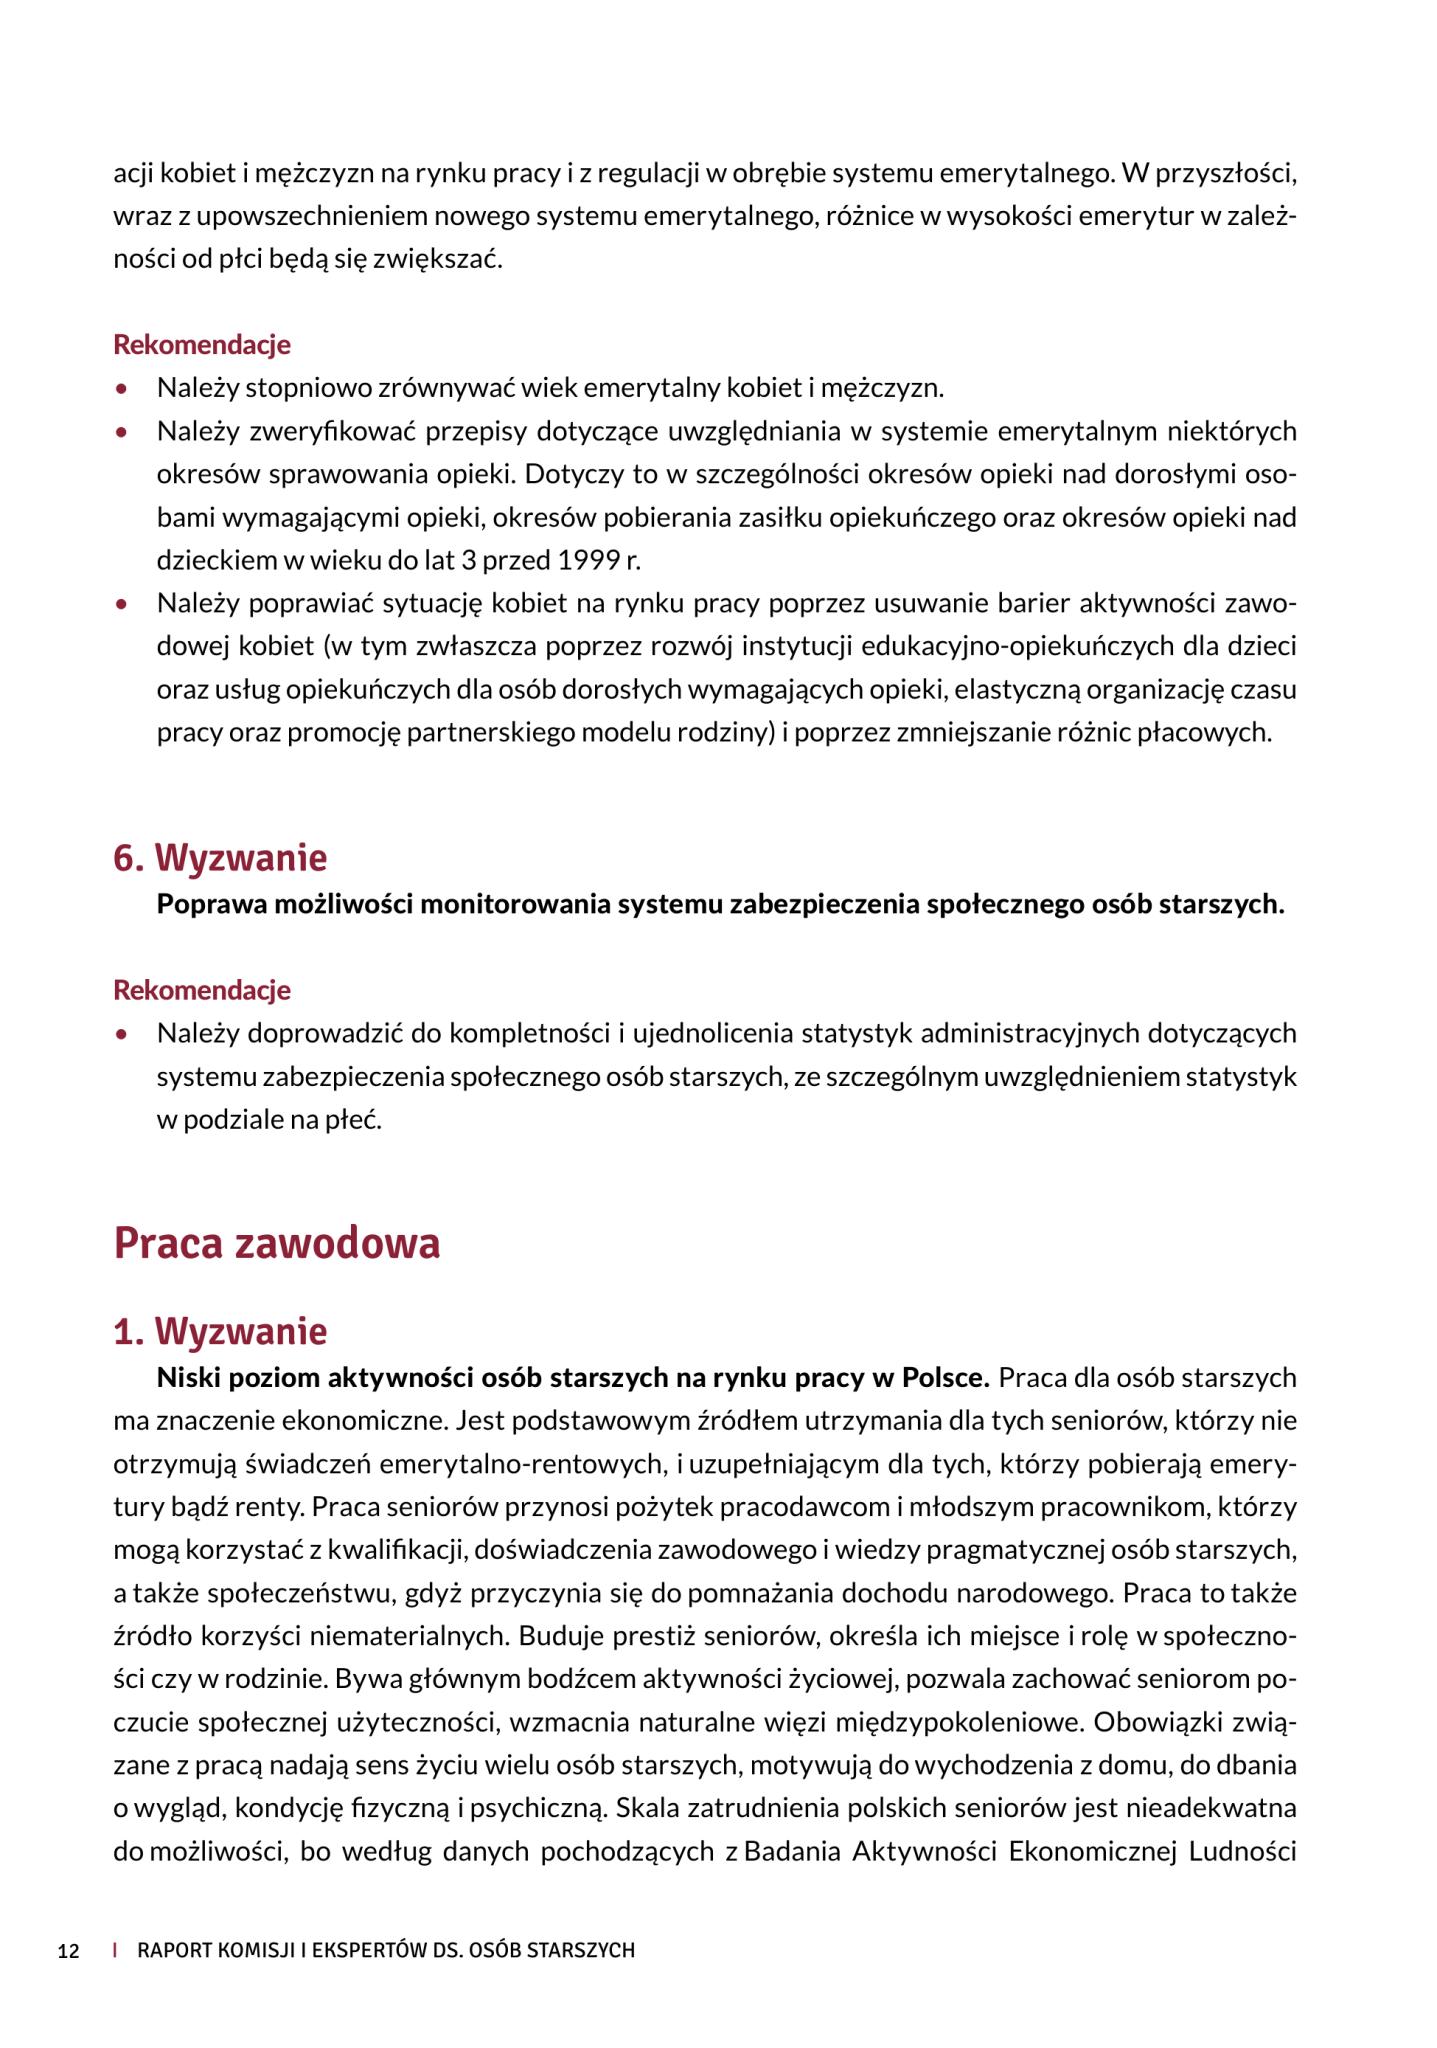 acji kobiet i mężczyzn na rynku pracy i z regulacji w obrębie systemu emerytalnego. W przyszłości,
wraz z upowszechnieniem nowego systemu emerytalnego, różnice w wysokości emerytur w zależ-
ności od płci będą się zwiększać.
Rekomendacje
• Należy stopniowo zrównywać wiek emerytalny kobiet i mężczyzn.
• Należy zweryfikować przepisy dotyczące uwzględniania w systemie emerytalnym niektórych
okresów sprawowania opieki. Dotyczy to w szczególności okresów opieki nad dorosłymi oso-
bami wymagającymi opieki, okresów pobierania zasiłku opiekuńczego oraz okresów opieki nad
dzieckiem w wieku do lat 3 przed 1999 r.
• Należy poprawiać sytuację kobiet na rynku pracy poprzez usuwanie barier aktywności zawo-
dowej kobiet (w tym zwłaszcza poprzez rozwój instytucji edukacyjno-opiekuńczych dla dzieci
oraz usług opiekuńczych dla osób dorosłych wymagających opieki, elastyczną organizację czasu
pracy oraz promocję partnerskiego modelu rodziny) i poprzez zmniejszanie różnic płacowych.
6. Wyzwanie
Poprawa możliwości monitorowania systemu zabezpieczenia społecznego osób starszych.
Rekomendacje
• Należy doprowadzić do kompletności i ujednolicenia statystyk administracyjnych dotyczących
systemu zabezpieczenia społecznego osób starszych, ze szczególnym uwzględnieniem statystyk
w podziale na płeć.
Praca zawodowa
1. Wyzwanie
Niski poziom aktywności osób starszych na rynku pracy w Polsce. Praca dla osób starszych
ma znaczenie ekonomiczne. Jest podstawowym źródłem utrzymania dla tych seniorów, którzy nie
otrzymują świadczeń emerytalno-rentowych, i uzupełniającym dla tych, którzy pobierają emery-
tury bądź renty. Praca seniorów przynosi pożytek pracodawcom i młodszym pracownikom, którzy
mogą korzystać z kwalifikacji, doświadczenia zawodowego i wiedzy pragmatycznej osób starszych,
a także społeczeństwu, gdyż przyczynia się do pomnażania dochodu narodowego. Praca to także
źródło korzyści niematerialnych. Buduje prestiż seniorów, określa ich miejsce i rolę w społeczno-
ści czy w rodzinie. Bywa głównym bodźcem aktywności życiowej, pozwala zachować seniorom po-
czucie społecznej użyteczności, wzmacnia naturalne więzi międzypokoleniowe. Obowiązki zwią-
zane z pracą nadają sens życiu wielu osób starszych, motywują do wychodzenia z domu, do dbania
o wygląd, kondycję fizyczną i psychiczną. Skala zatrudnienia polskich seniorów jest nieadekwatna
do możliwości, bo według danych pochodzących z Badania Aktywności Ekonomicznej Ludności
12 | RAPORT KOMISJI I EKSPERTÓW DS. OSÓB STARSZYCH